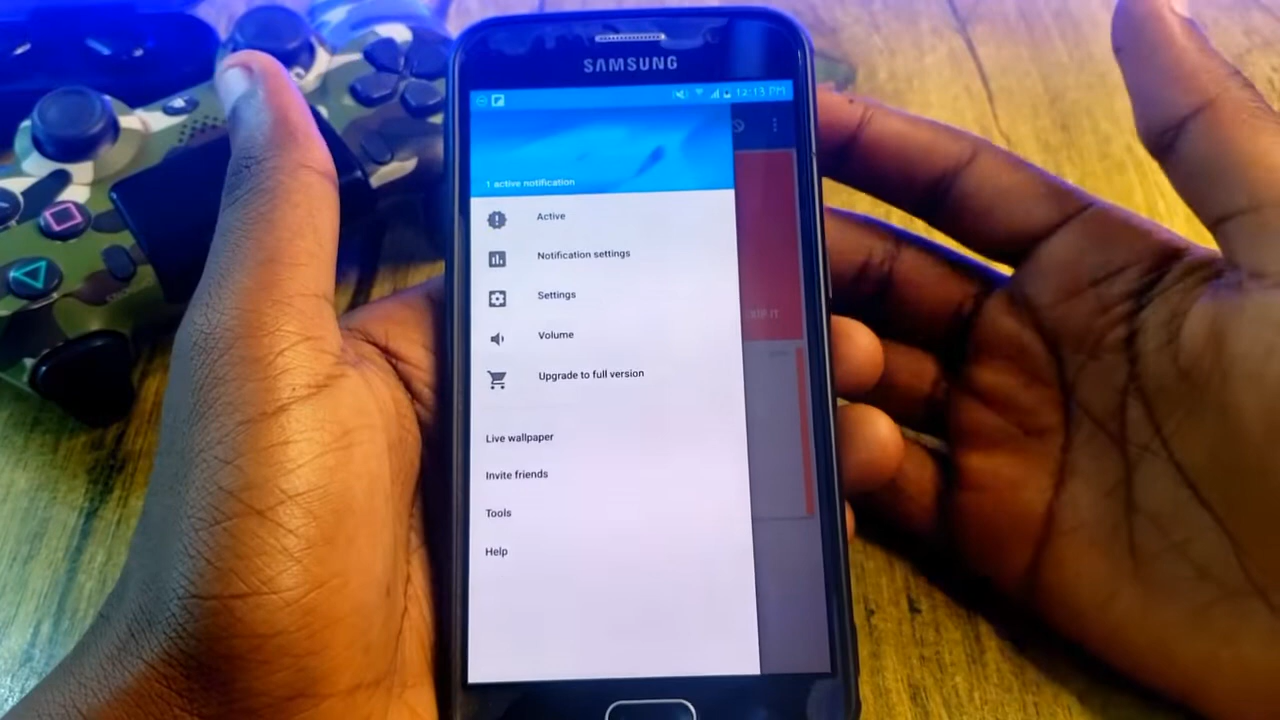 SAMSUNG
12:13 PM
1 active notification
Active
Notification settings
Settings
Volume
Upgrade to full version
Live wallpaper
Invite friends
Tools
Help